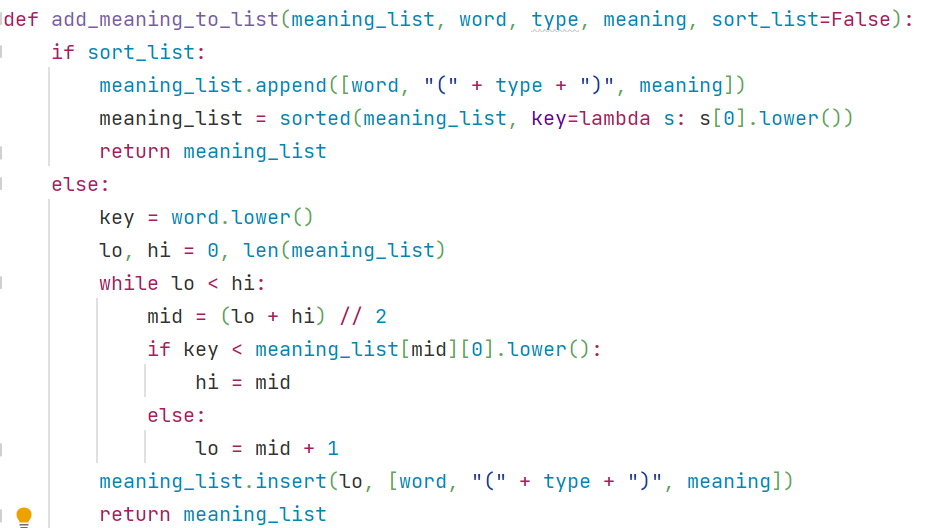 def add_meaning_to_list(meaning_list, word, type, meaning, sort_list=False):
    if sort_list:
        meaning_list.append([word, "(" + type + ")", meaning])
        meaning_list = sorted(meaning_list, key=lambda s: s[0].lower())
        return meaning_list
    else:
        key = word.lower()
        lo, hi = 0, len(meaning_list)
        while lo < hi:
            mid = (lo + hi) // 2
            if key < meaning_list[mid][0].lower():
                hi = mid
            else:
                lo = mid + 1
        meaning_list.insert(lo, [word, "(" + type + ")", meaning])
        return meaning_list